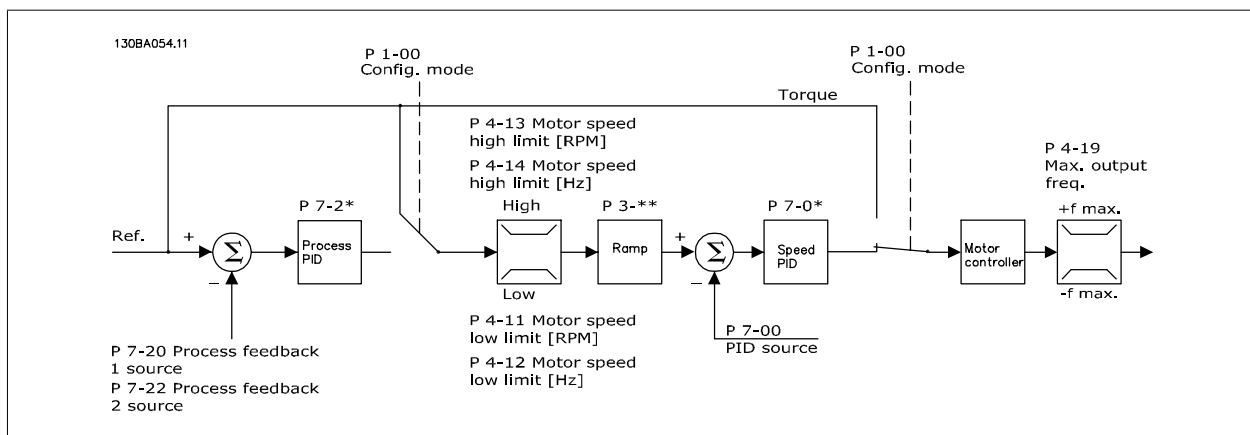 130BA054.11
P 1-00
Config. mode
P 1-00
Config. mode
Torque
P 4-13 Motor speed
high limit [RPM]
P 4-14 Motor speed
high limit [Hz]
P 4-19
Max. output
freq.
P 7-2*
High
P 3-**
P 7-0*
+f max.
Ref.
+
Σ
Process
PID
Ramp
+
Σ
Speed
PID
Motor
controller
−
Low
−
-f max.
P 7-20 Process feedback
1 source
P 7-22 Process feedback
2 source
P 4-11 Motor speed
low limit [RPM]
P 4-12 Motor speed
low limit [Hz]
P 7-00
PID source